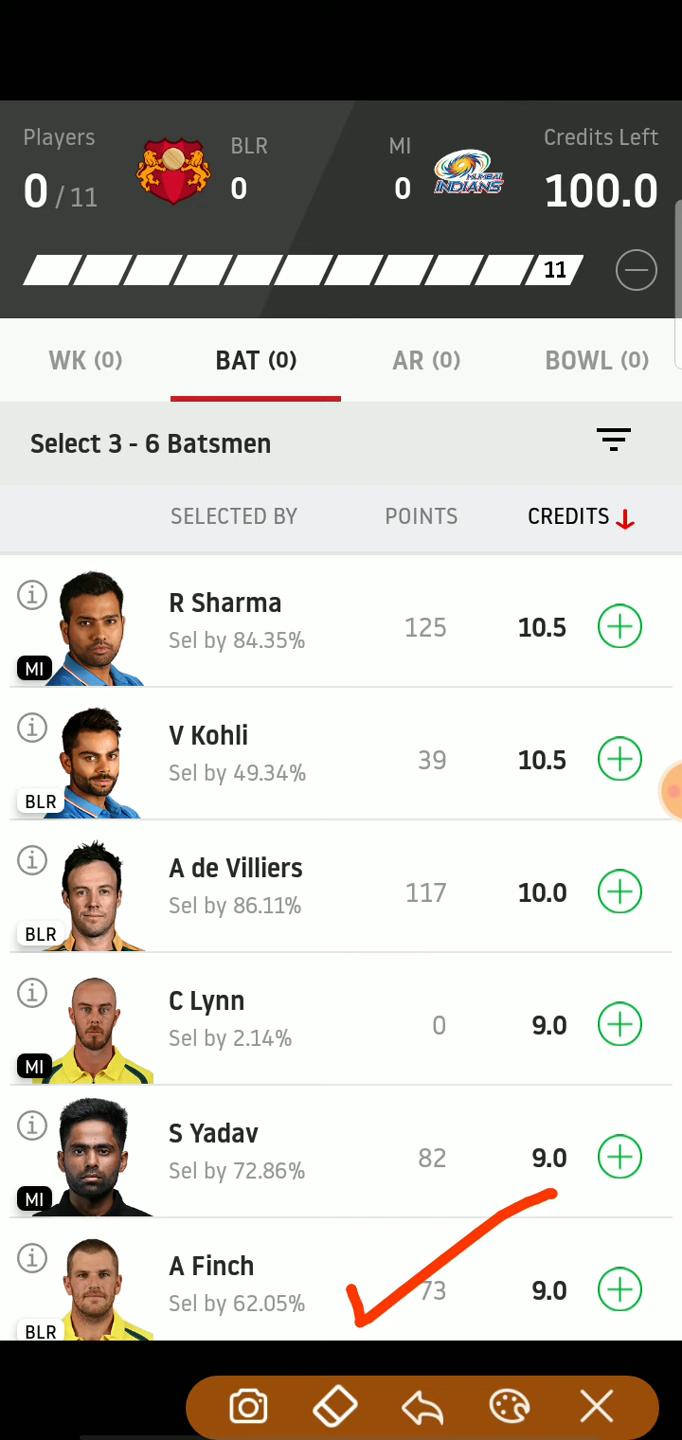 Players
BLR
MI
Credits Left
0 / 11
0
0
100.0
MUMBAI
INDIANS
11
WK (0)
BAT (0)
AR (0)
BOWL (0)
Select 3 - 6 Batsmen
SELECTED BY
POINTS
CREDITS
R Sharma
Sel by 84.35%
125
10.5
MI
V Kohli
Sel by 49.34%
39
10.5
BLR
A de Villiers
Sel by 86.11%
117
10.0
BLR
C Lynn
Sel by 2.14%
0
9.0
MI
S Yadav
Sel by 72.86%
82
9.0
MI
A Finch
Sel by 62.05%
73
9.0
BLR